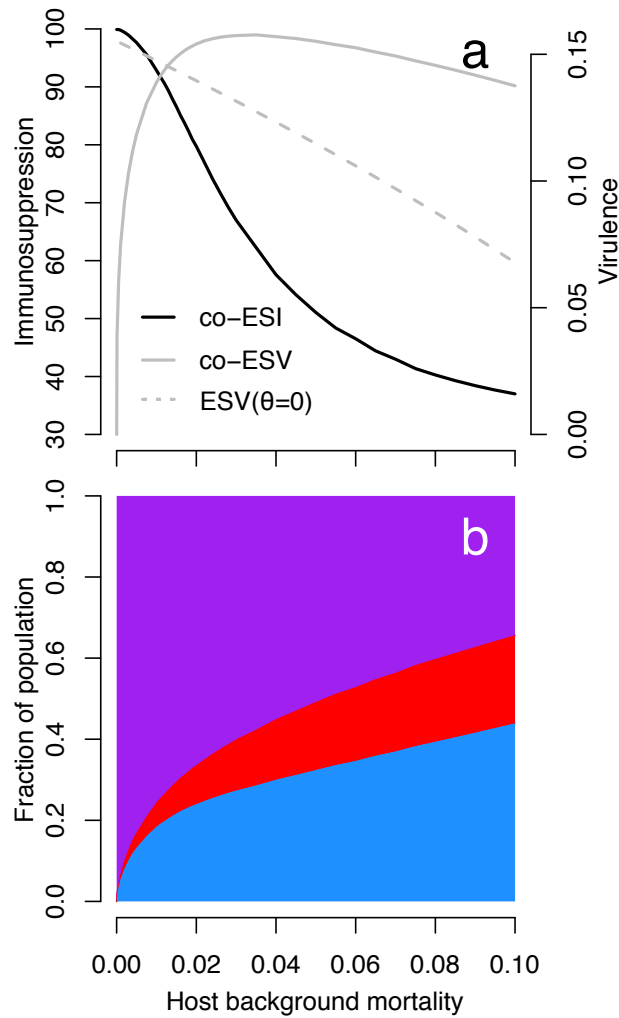 a
Immunosuppression
30 40 50 60 70 80 90 100
Virulence
0.00 0.05 0.10 0.15
co−ESI
co−ESV
ESV(θ=0)
b
Fraction of population
0.0 0.2 0.4 0.6 0.8 1.0
0.00 0.02 0.04 0.06 0.08 0.10
Host background mortality